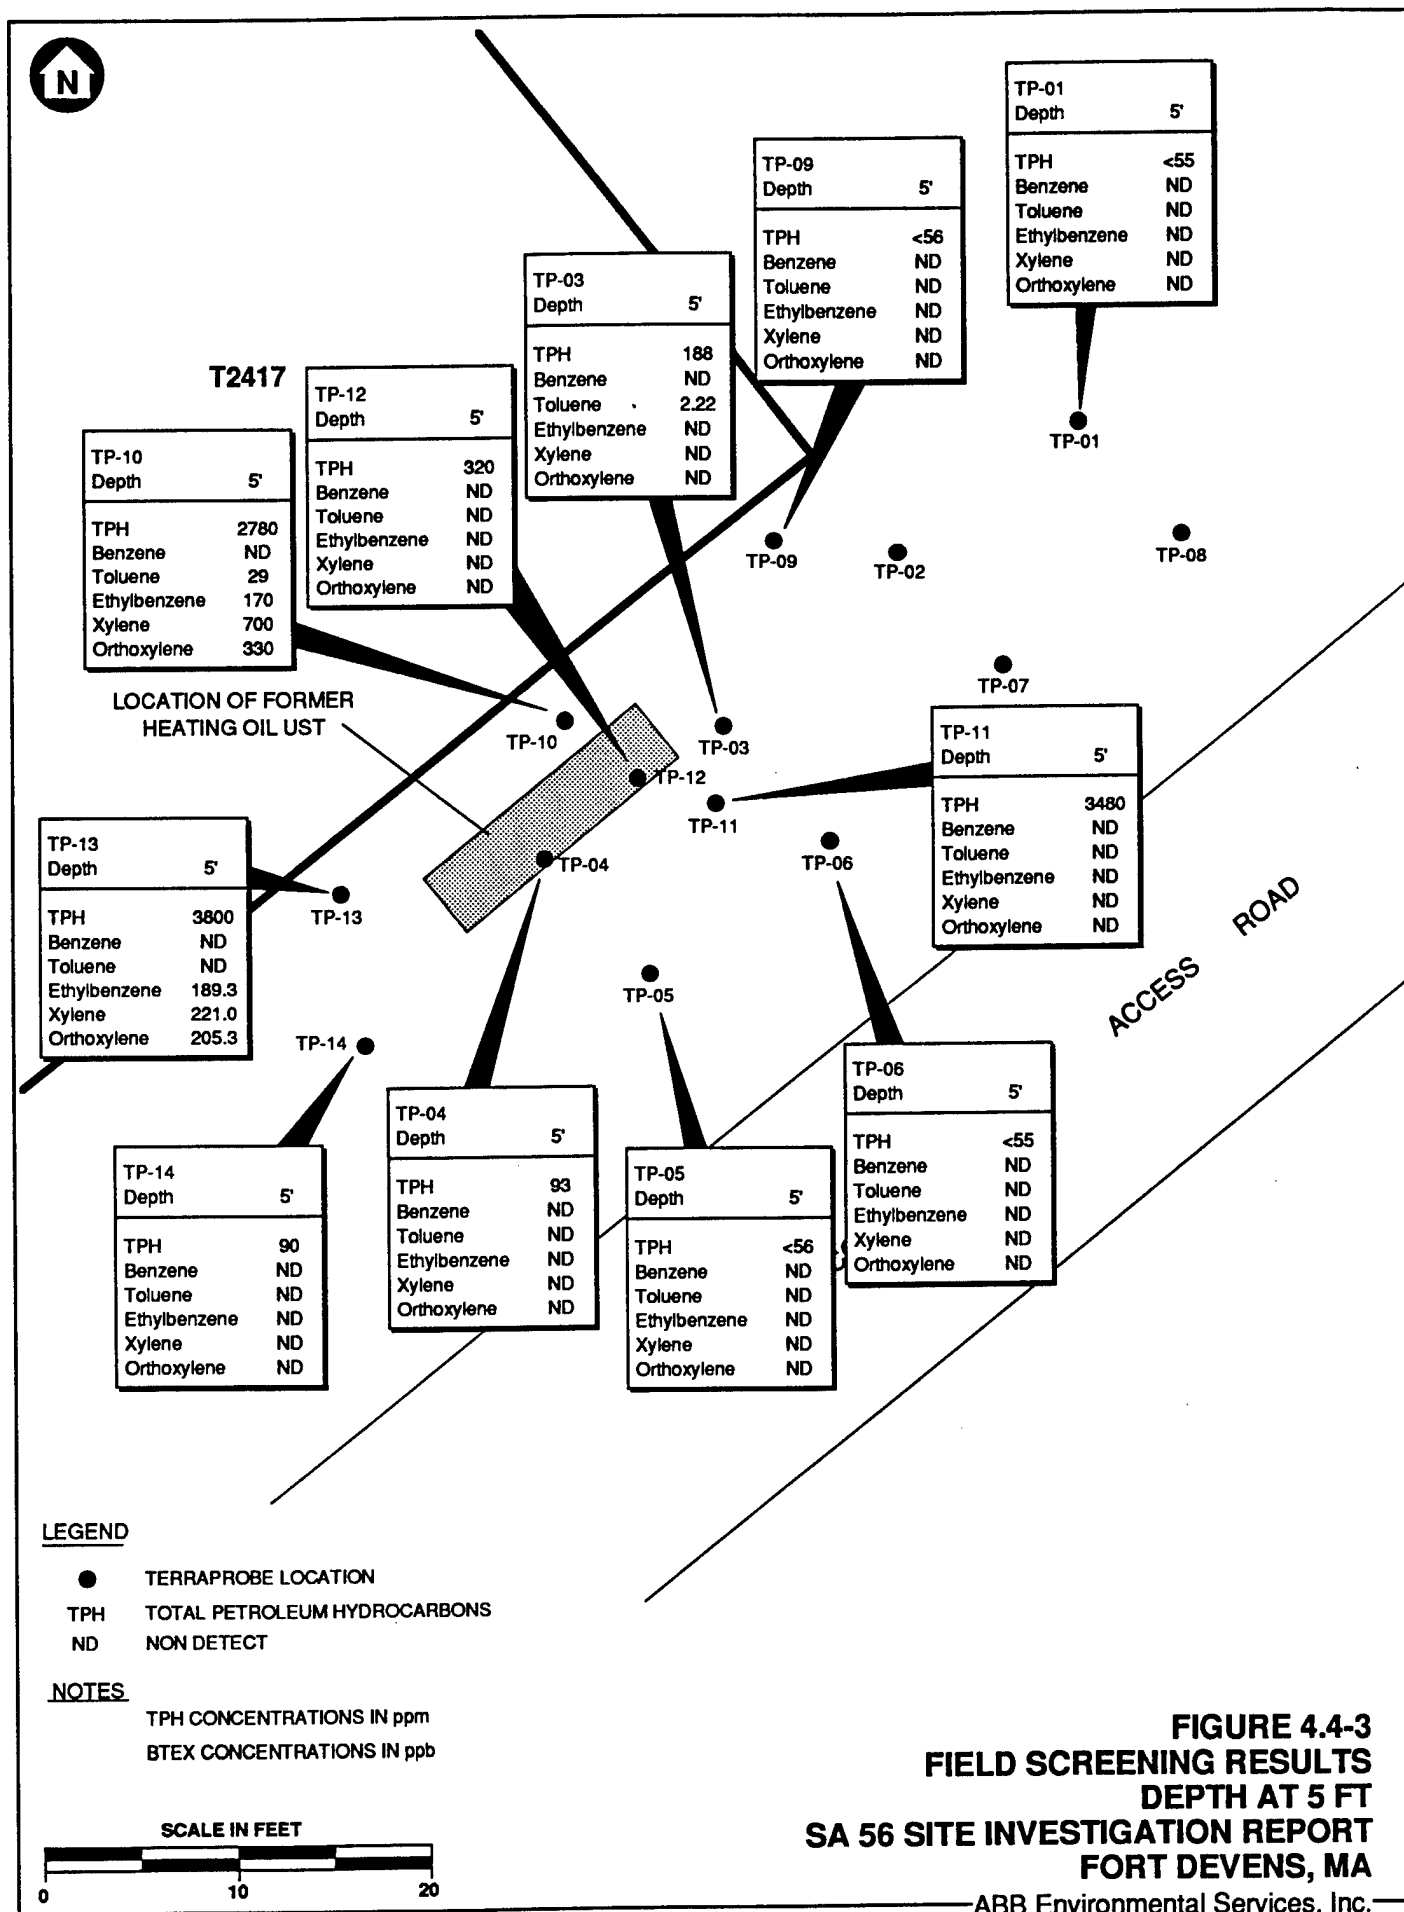 N
TP-01
Depth 5'
TPH <55
Benzene ND
Toluene ND
Ethylbenzene ND
Xylene ND
Orthoxylene ND
TP-09
Depth 5'
TPH <56
Benzene ND
Toluene ND
Ethylbenzene ND
Xylene ND
Orthoxylene ND
TP-03
Depth 5'
TPH 188
Benzene ND
Toluene 2.22
Ethylbenzene ND
Xylene ND
Orthoxylene ND
T2417
TP-12
Depth 5'
TPH 320
Benzene ND
Toluene ND
Ethylbenzene ND
Xylene ND
Orthoxylene ND
TP-10
Depth 5'
TPH 2780
Benzene ND
Toluene 29
Ethylbenzene 170
Xylene 700
Orthoxylene 330
TP-01
TP-09
TP-02
TP-08
TP-07
LOCATION OF FORMER
HEATING OIL UST
TP-10
TP-03
TP-12
TP-11
TP-06
TP-04
TP-13
TP-05
TP-14
TP-11
Depth 5'
TPH 3480
Benzene ND
Toluene ND
Ethylbenzene ND
Xylene ND
Orthoxylene ND
TP-13
Depth 5'
TPH 3800
Benzene ND
Toluene ND
Ethylbenzene 189.3
Xylene 221.0
Orthoxylene 205.3
ACCESS ROAD
TP-06
Depth 5'
TPH <55
Benzene ND
Toluene ND
Ethylbenzene ND
Xylene ND
Orthoxylene ND
TP-04
Depth 5'
TPH 93
Benzene ND
Toluene ND
Ethylbenzene ND
Xylene ND
Orthoxylene ND
TP-14
Depth 5'
TPH 90
Benzene ND
Toluene ND
Ethylbenzene ND
Xylene ND
Orthoxylene ND
TP-05
Depth 5'
TPH <56
Benzene ND
Toluene ND
Ethylbenzene ND
Xylene ND
Orthoxylene ND
LEGEND
TERRAPROBE LOCATION
TPH TOTAL PETROLEUM HYDROCARBONS
ND NON DETECT
NOTES
TPH CONCENTRATIONS IN ppm
BTEX CONCENTRATIONS IN ppb
SCALE IN FEET
0 10 20
FIGURE 4.4-3
FIELD SCREENING RESULTS
DEPTH AT 5 FT
SA 56 SITE INVESTIGATION REPORT
FORT DEVENS, MA
ABB Environmental Services, Inc.